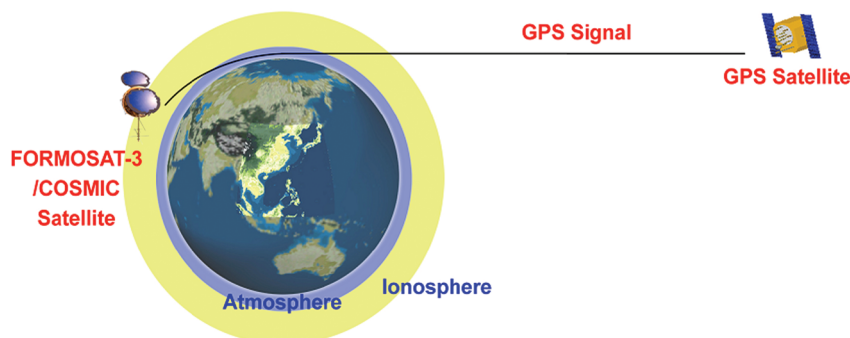 GPS Signal
GPS Satellite
FORMOSAT-3
/COSMIC
Satellite
Ionosphere
Atmosphere